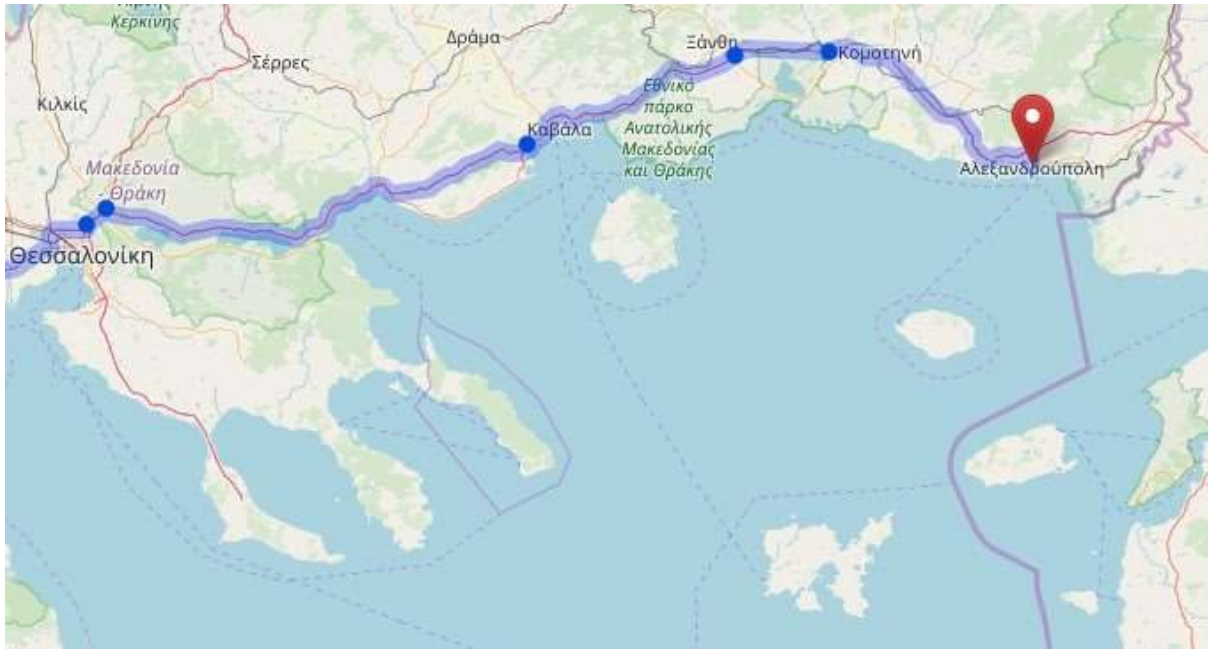 Κερκίνης
Δράμα
Σέρρες
Ξάνθη
Κομοτηνή
Κιλκίς
Εθνικό
πάρκο
Ανατολικής
Μακεδονίας
και Θράκης
Καβάλα
Μακεδονία
- Θράκη
Αλεξανδρούπολη
Θεσσαλονίκη